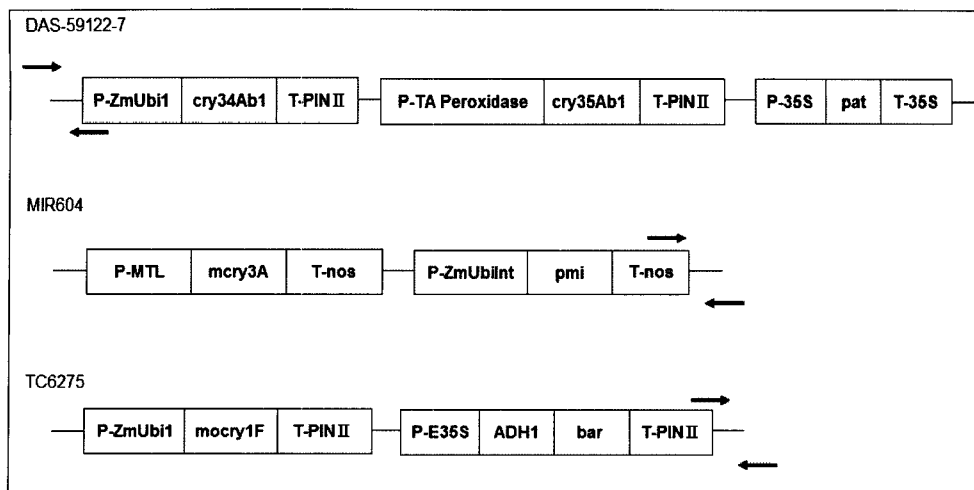 DAS-59122-7
P-ZmUbi1 cry34Ab1 T-PINⅡ P-TA Peroxidase cry35Ab1 T-PINⅡ P-35S pat T-35S
MIR604
P-MTL mcry3A T-nos P-ZmUbiInt pmi T-nos
TC6275
P-ZmUbi1 mocry1F T-PINⅡ P-E35S ADH1 bar T-PINⅡ